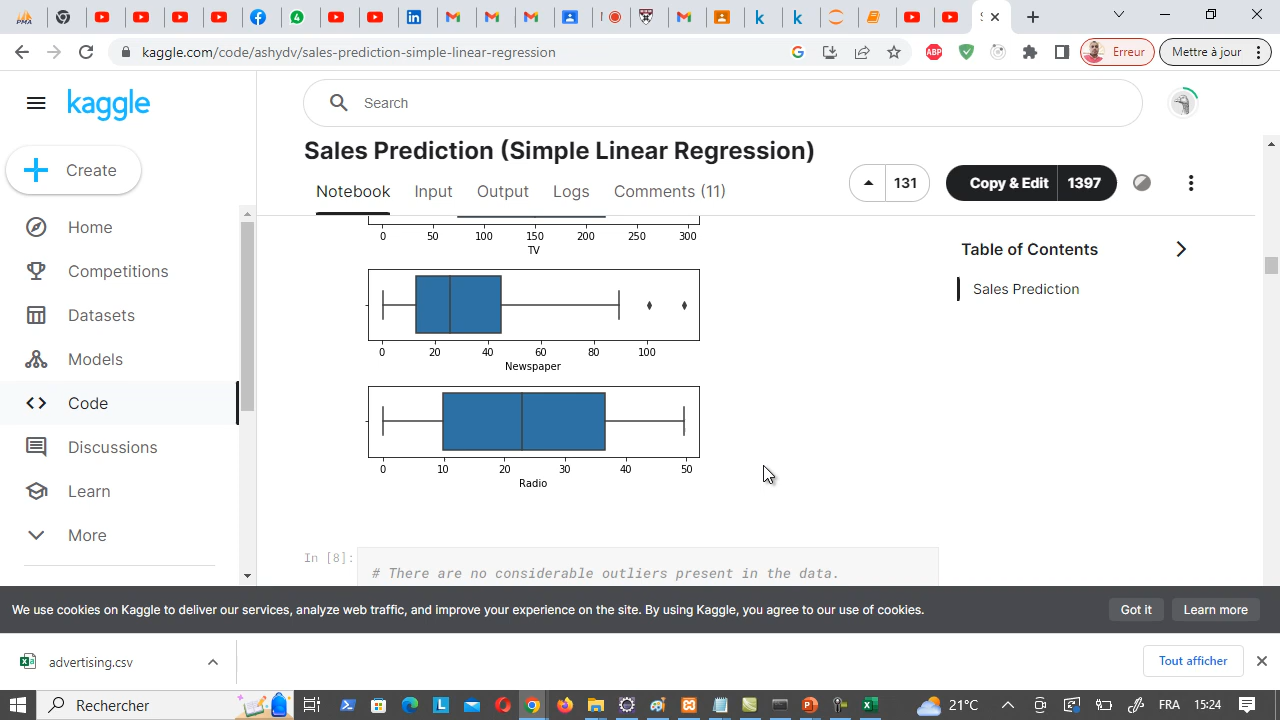 kaggle.com/code/ashydv/sales-prediction-simple-linear-regression
ABP
Erreur
Mettre à jour
kaggle
Search
Create
Home
Competitions
Datasets
Models
Code
Discussions
Learn
More
Sales Prediction (Simple Linear Regression)
Notebook
Input
Output
Logs
Comments (11)
131
Copy & Edit
1397
0 50 100 150 200 250 300
TV
0 20 40 60 80 100
Newspaper
0 10 20 30 40 50
Radio
Table of Contents
Sales Prediction
In [8]:
# There are no considerable outliers present in the data.
We use cookies on Kaggle to deliver our services, analyze web traffic, and improve your experience on the site. By using Kaggle, you agree to our use of cookies.
Got it
Learn more
advertising.csv
Tout afficher
Rechercher
21°C
FRA
15:24